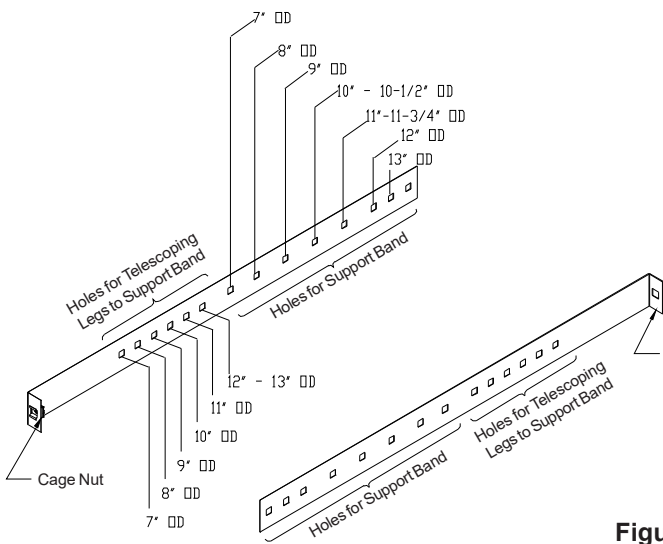 7" OD
8" OD
9" OD
10" - 10-1/2" OD
11"-11-3/4" OD
12" OD
13" OD
Holes for Telescoping
Legs to Support Band
Holes for Support Band
12" - 13" OD
11" OD
10" OD
9" OD
8" OD
7" OD
Cage Nut
Holes for Telescoping
Legs to Support Band
Holes for Support Band
Figu